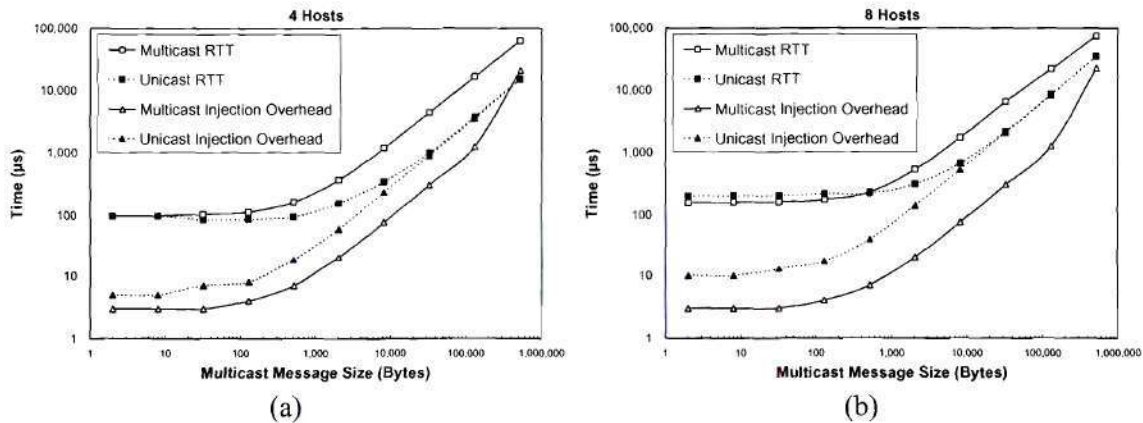 4 Hosts
100,000
10,000
1,000
100
10
1
Time (µs)
Multicast RTT
Unicast RTT
Multicast Injection Overhead
Unicast Injection Overhead
1
10
100
1,000
10,000
100,000
1,000,000
Multicast Message Size (Bytes)
(a)
8 Hosts
100,000
10,000
1,000
100
10
1
Time (µs)
Multicast RTT
Unicast RTT
Multicast Injection Overhead
Unicast Injection Overhead
1
10
100
1,000
10,000
100,000
1,000,000
Multicast Message Size (Bytes)
(b)